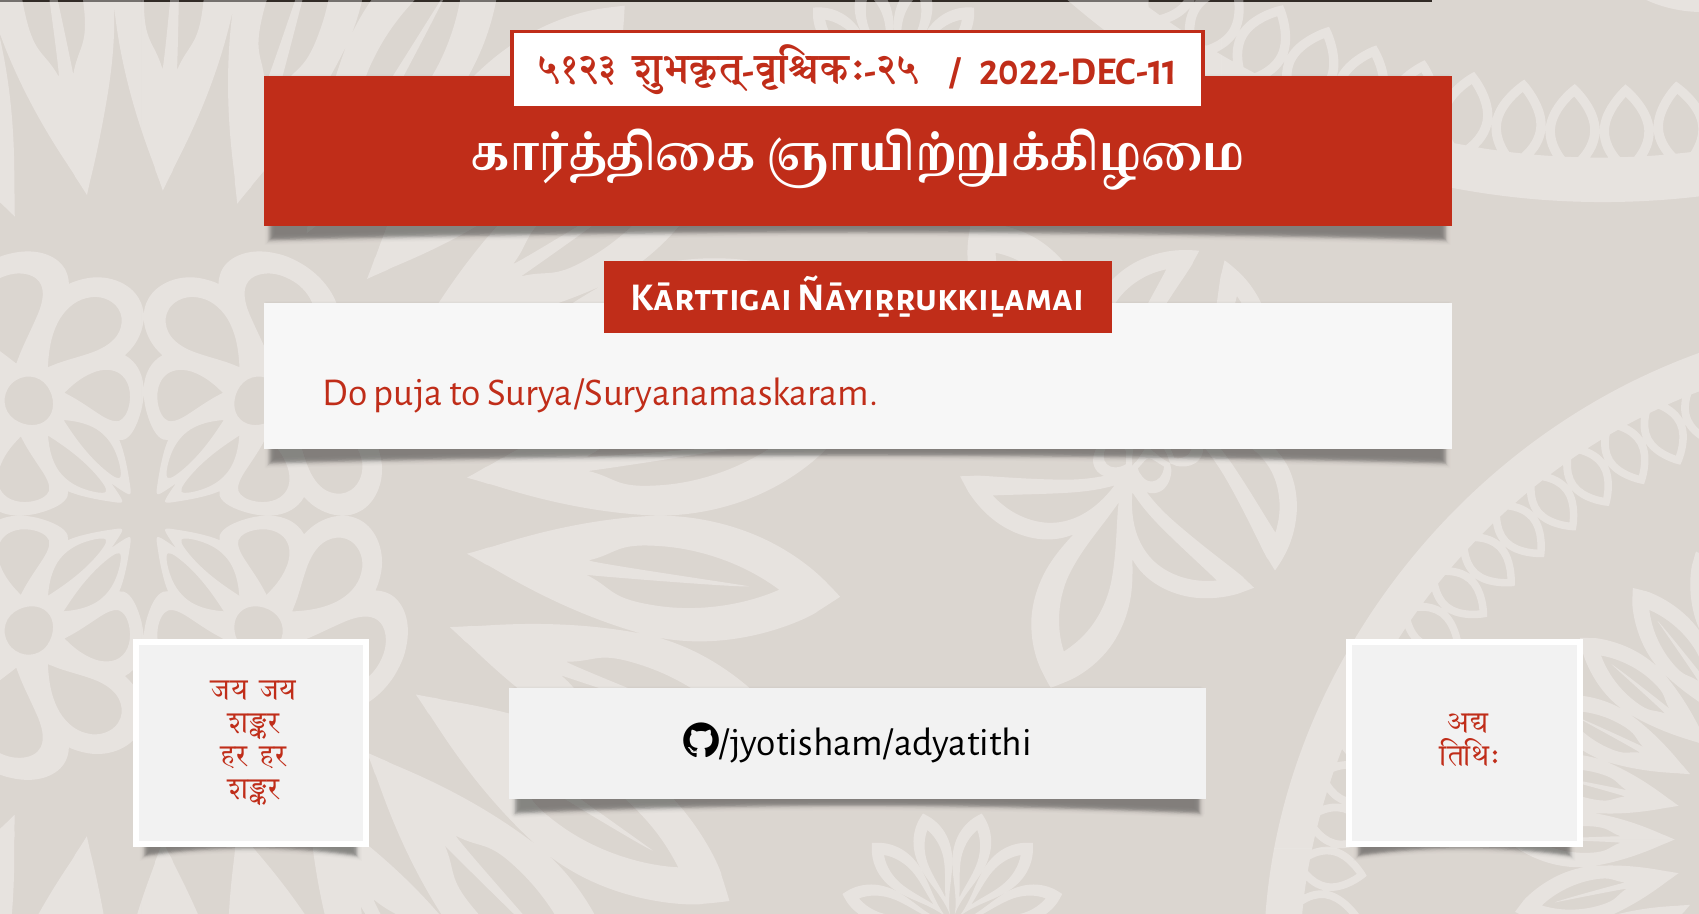 ५१२३ शुभकृत्-वृश्चिकः-२५ / 2022-DEC-11
கார்த்திகை ஞாயிற்றுக்கிழமை
Kārttigai Ñāyiṟṟukkiḻamai
Do puja to Surya/Suryanamaskaram.
जय जय
शङ्कर
हर हर
शङ्कर
/jyotisham/adyatithi
अद्य
तिथिः